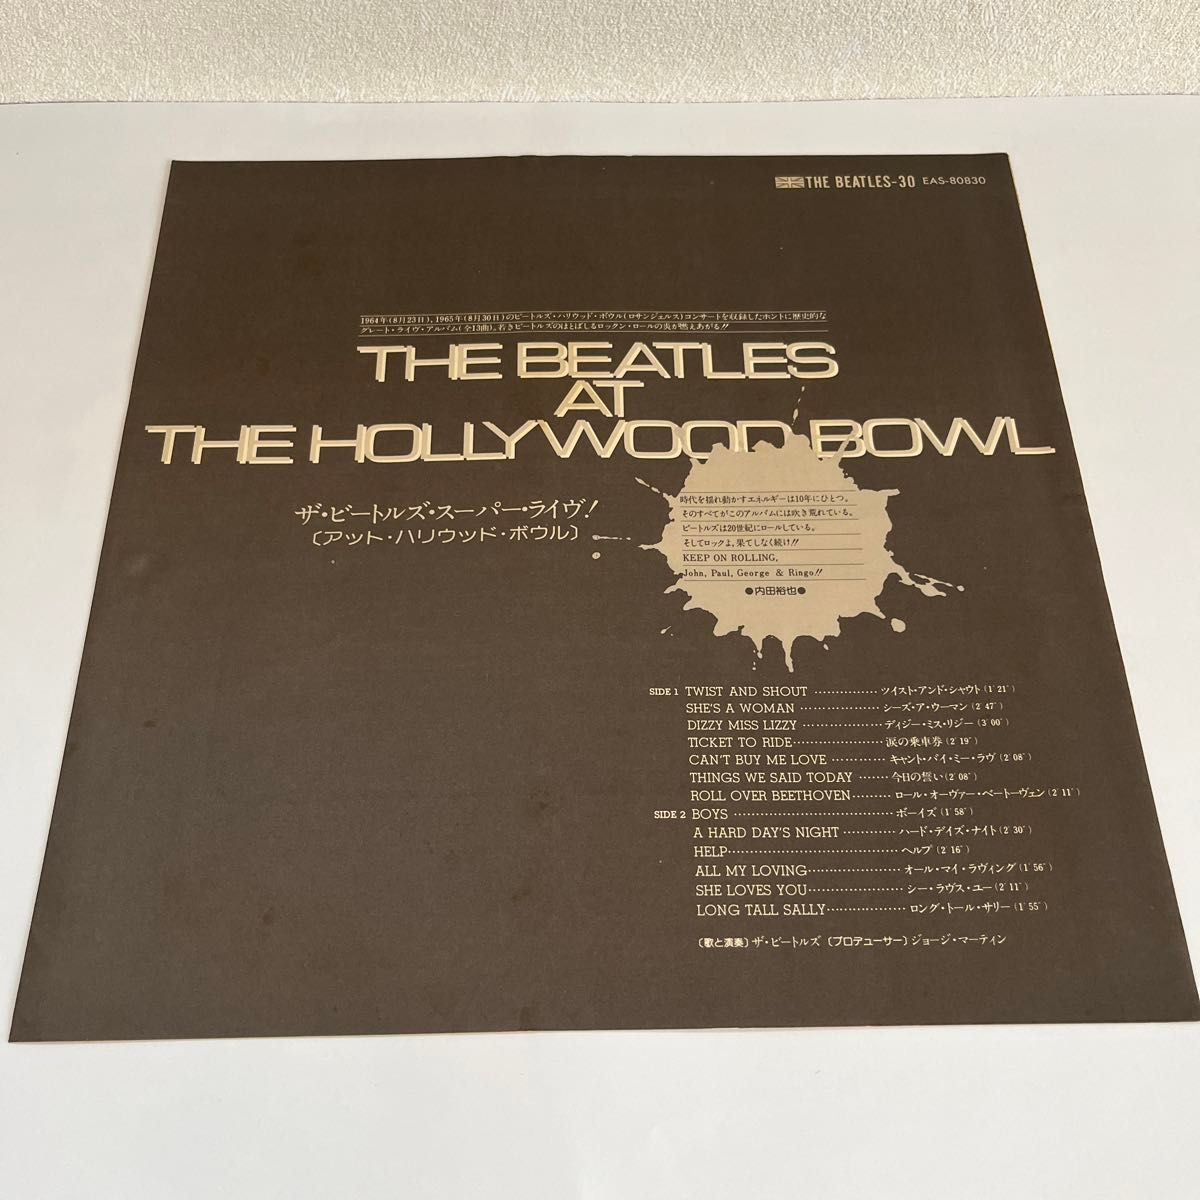 THE BEATLES-30 EAS-80830
1964年(8月23日)、1965年(8月30日)のビートルズ・ハリウッド・ボウル(ロサンジェルス)コンサートを収録したホントに歴史的な
グレート・ライヴ・アルバム(全13曲)。若きビートルズのほとばしるロックン・ロールの炎が燃えあがる!!
THE BEATLES
AT
THE HOLLYWOOD BOWL
ザ・ビートルズ・スーパー・ライヴ!
〔アット・ハリウッド・ボウル〕
時代を揺れ動かすエネルギーは10年にひとつ。
そのすべてがこのアルバムには吹き荒れている。
ビートルズは20世紀にロールしている。
そしてロックよ,果てしなく続け!!
KEEP ON ROLLING,
John, Paul, George & Ringo!!
●内田裕也●
SIDE 1 TWIST AND SHOUT ‥‥‥‥‥‥‥ ツイスト・アンド・シャウト(1′21″)
SHE'S A WOMAN ‥‥‥‥‥‥‥‥‥ シーズ・ア・ウーマン(2′47″)
DIZZY MISS LIZZY ‥‥‥‥‥‥‥‥‥ ディジー・ミス・リジー(3′00″)
TICKET TO RIDE‥‥‥‥‥‥‥‥‥‥ 涙の乗車券(2′19″)
CAN'T BUY ME LOVE ‥‥‥‥‥‥ キャント・バイ・ミー・ラヴ(2′08″)
THINGS WE SAID TODAY ‥‥‥ 今日の誓い(2′08″)
ROLL OVER BEETHOVEN‥‥‥‥ ロール・オーヴァー・ベートーヴェン(2′11″)
SIDE 2 BOYS ‥‥‥‥‥‥‥‥‥‥‥‥‥‥‥‥‥ ボーイズ(1′58″)
A HARD DAY'S NIGHT ‥‥‥‥‥‥ ハード・デイズ・ナイト(2′30″)
HELP‥‥‥‥‥‥‥‥‥‥‥‥‥‥‥‥‥‥ ヘルプ(2′16″)
ALL MY LOVING‥‥‥‥‥‥‥‥‥‥ オール・マイ・ラヴィング(1′56″)
SHE LOVES YOU‥‥‥‥‥‥‥‥‥‥ シー・ラヴス・ユー(2′11″)
LONG TALL SALLY‥‥‥‥‥‥‥‥ ロング・トール・サリー(1′55″)
〔歌と演奏〕ザ・ビートルズ〔プロデューサー〕ジョージ・マーティン